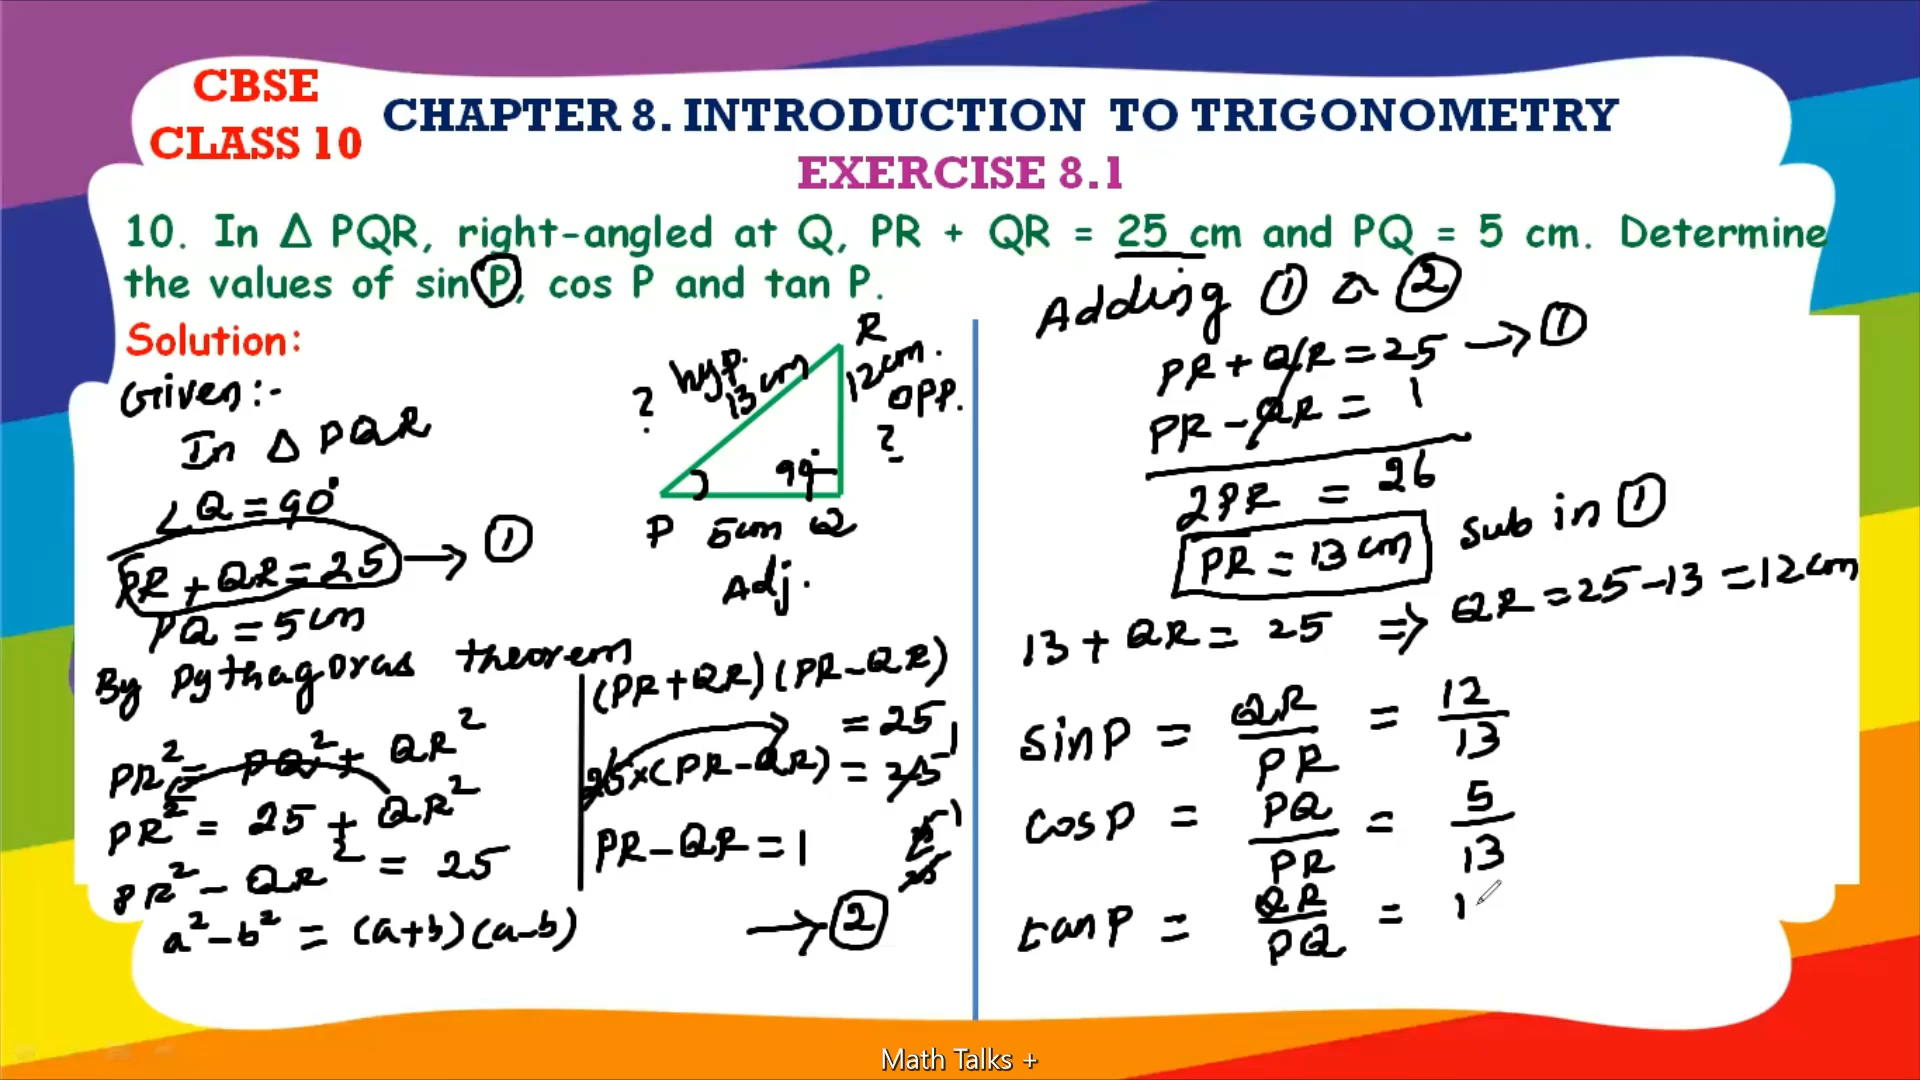 CBSE
CLASS 10
CHAPTER 8. INTRODUCTION TO TRIGONOMETRY
EXERCISE 8.1
10. In Δ PQR, right-angled at Q, PR + QR = 25 cm and PQ = 5 cm. Determine
the values of sin P, cos P and tan P.
Solution:
Given:-
In Δ PQR
∠Q = 90°
PR + QR = 25 → ①
PQ = 5cm
By Pythagoras theorem
PR² = PQ² + QR²
PR² = 25 + QR²
PR² - QR² = 25
a² - b² = (a+b)(a-b)
R
hyp.
13 cm
?
12cm.
opp.
?
90°
P 5cm Q
Adj.
(PR+QR)(PR-QR)
= 25
25×(PR-QR) = 25 1
PR-QR = 1
→ ②
Adding ① & ②
PR + QR = 25 → ①
PR - QR = 1
2PR = 26
PR = 13 cm sub in ①
13 + QR = 25 ⇒ QR = 25-13 = 12cm
sin P = QR/PR = 12/13
cos P = PQ/PR = 5/13
tan P = QR/PQ = 1
Math Talks +